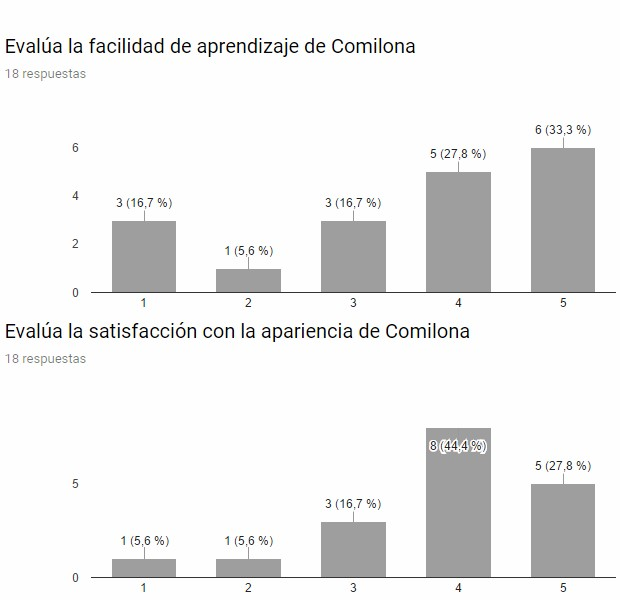 Evalúa la facilidad de aprendizaje de Comilona
18 respuestas
6 (33,3 %)
5 (27,8 %)
6
4
3 (16,7 %)
3 (16,7 %)
2
1 (5,6 %)
0
1 2 3 4 5
Evalúa la satisfacción con la apariencia de Comilona
18 respuestas
8 (44,4 %)
5 (27,8 %)
5
3 (16,7 %)
1 (5,6 %)
1 (5,6 %)
0
1 2 3 4 5